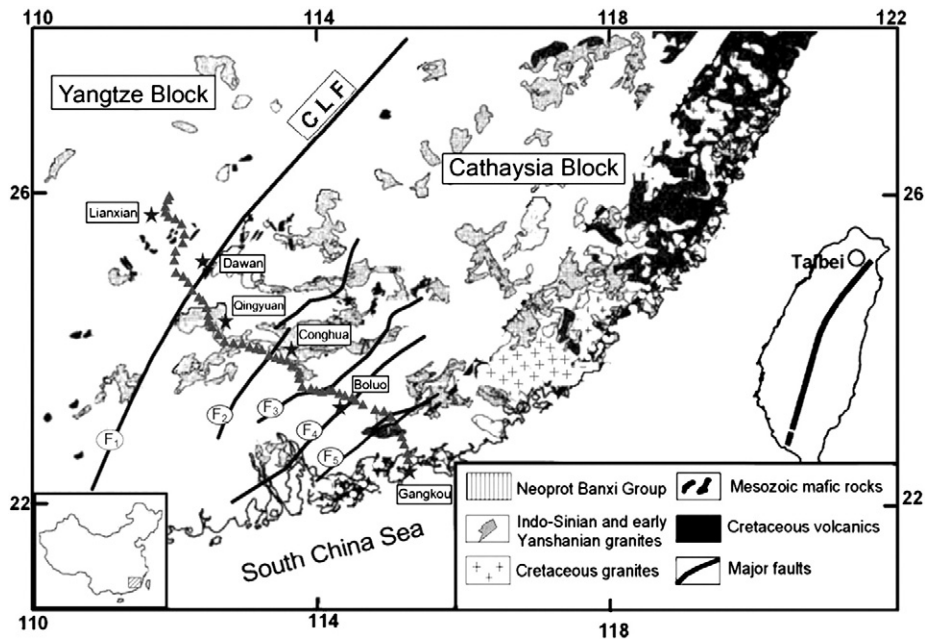 110
114
118
122
Yangtze Block
CLF
Cathaysia Block
26
26
Lianxian
Dawan
Taibei
Qingyuan
Conghua
Boluo
F1
F2
F3
F4
F5
Gangkou
22
22
South China Sea
Neoprot Banxi Group
Mesozoic mafic rocks
Indo-Sinian and early
Yanshanian granites
Cretaceous volcanics
Cretaceous granites
Major faults
110
114
118